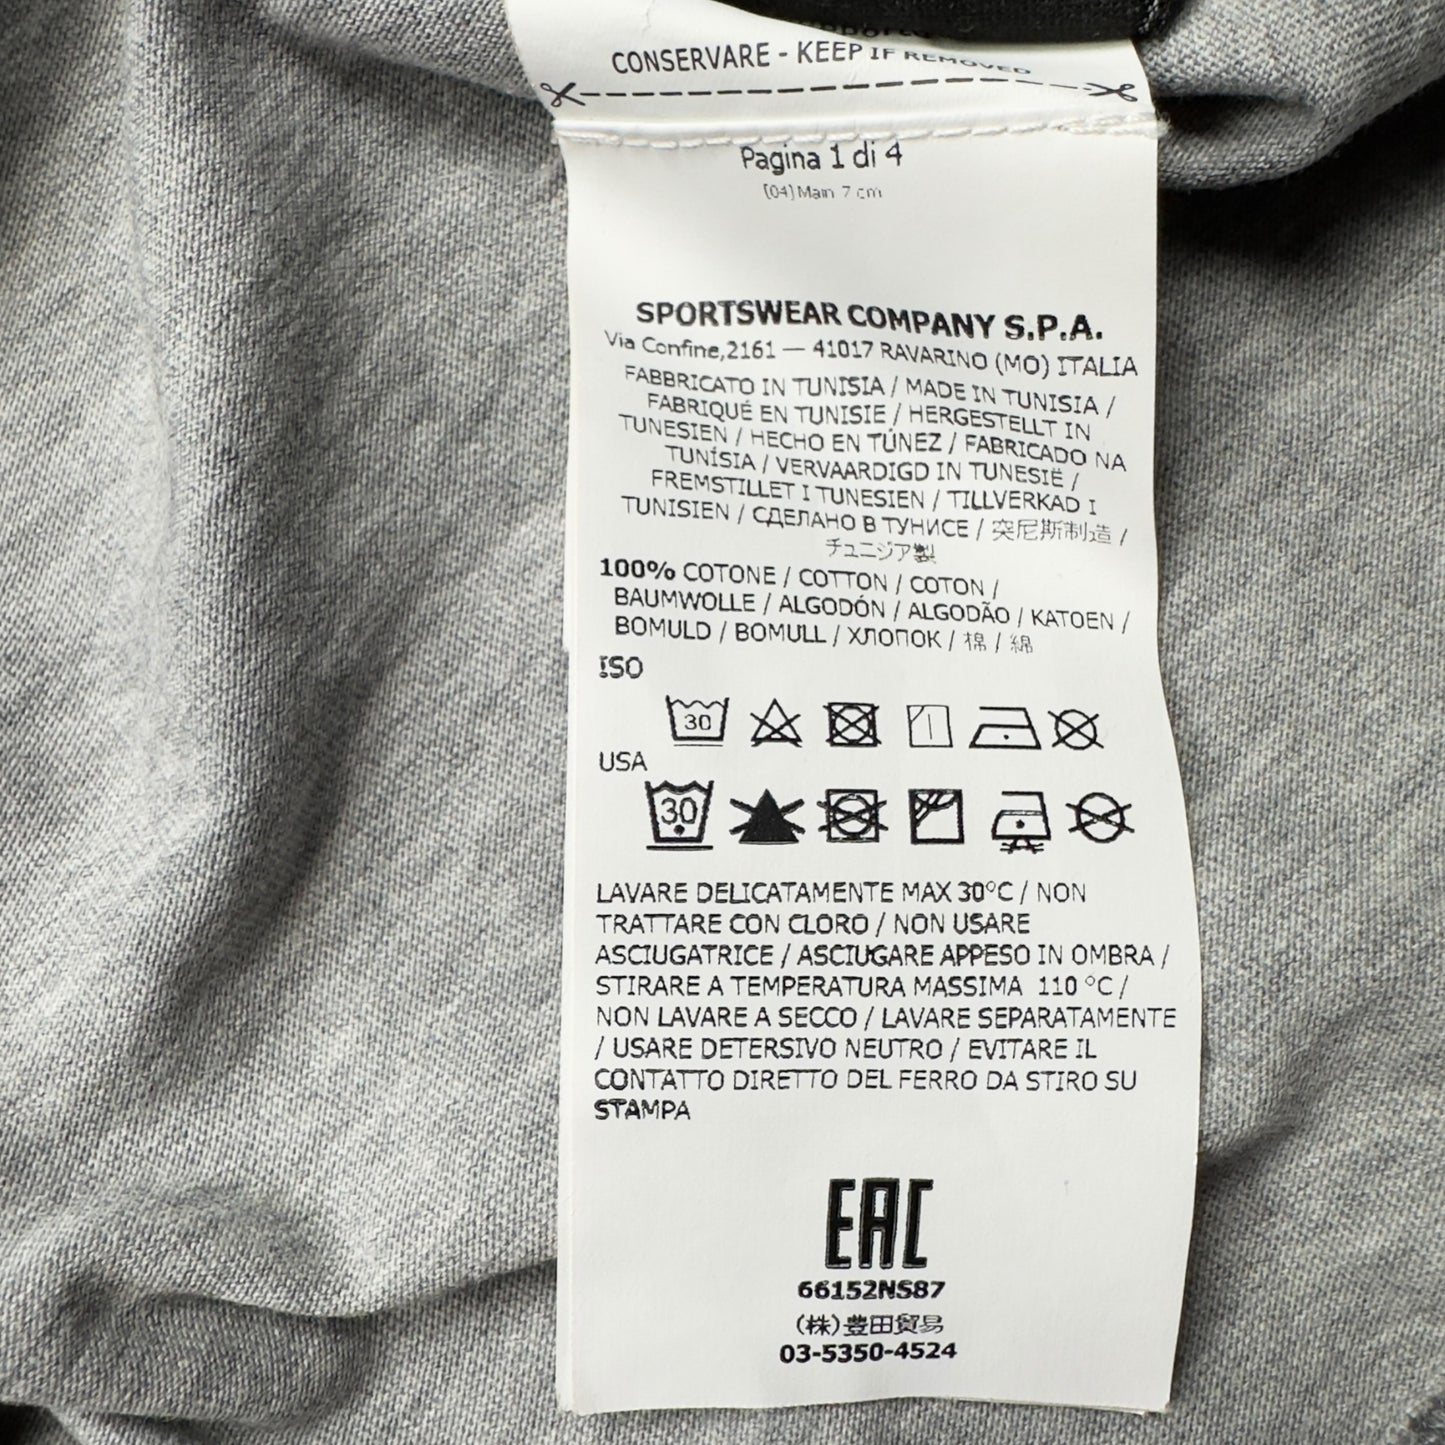 CONSERVARE - KEEP IF REMOVED
Pagina 1 di 4
[04] Main 7 cm
SPORTSWEAR COMPANY S.P.A.
Via Confine,2161 — 41017 RAVARINO (MO) ITALIA
FABBRICATO IN TUNISIA / MADE IN TUNISIA /
FABRIQUÉ EN TUNISIE / HERGESTELLT IN
TUNESIEN / HECHO EN TÚNEZ / FABRICADO NA
TUNÍSIA / VERVAARDIGD IN TUNESIË /
FREMSTILLET I TUNESIEN / TILLVERKAD I
TUNISIEN / СДЕЛАНО В ТУНИСЕ / 突尼斯制造 /
チュニジア製
100% COTONE / COTTON / COTON /
BAUMWOLLE / ALGODÓN / ALGODÃO / KATOEN /
BOMULD / BOMULL / ХЛОПОК / 棉 / 綿
ISO
30
USA
30
LAVARE DELICATAMENTE MAX 30°C / NON
TRATTARE CON CLORO / NON USARE
ASCIUGATRICE / ASCIUGARE APPESO IN OMBRA /
STIRARE A TEMPERATURA MASSIMA 110 °C /
NON LAVARE A SECCO / LAVARE SEPARATAMENTE
/ USARE DETERSIVO NEUTRO / EVITARE IL
CONTATTO DIRETTO DEL FERRO DA STIRO SU
STAMPA
EAC
66152NS87
(株)豊田貿易
03-5350-4524